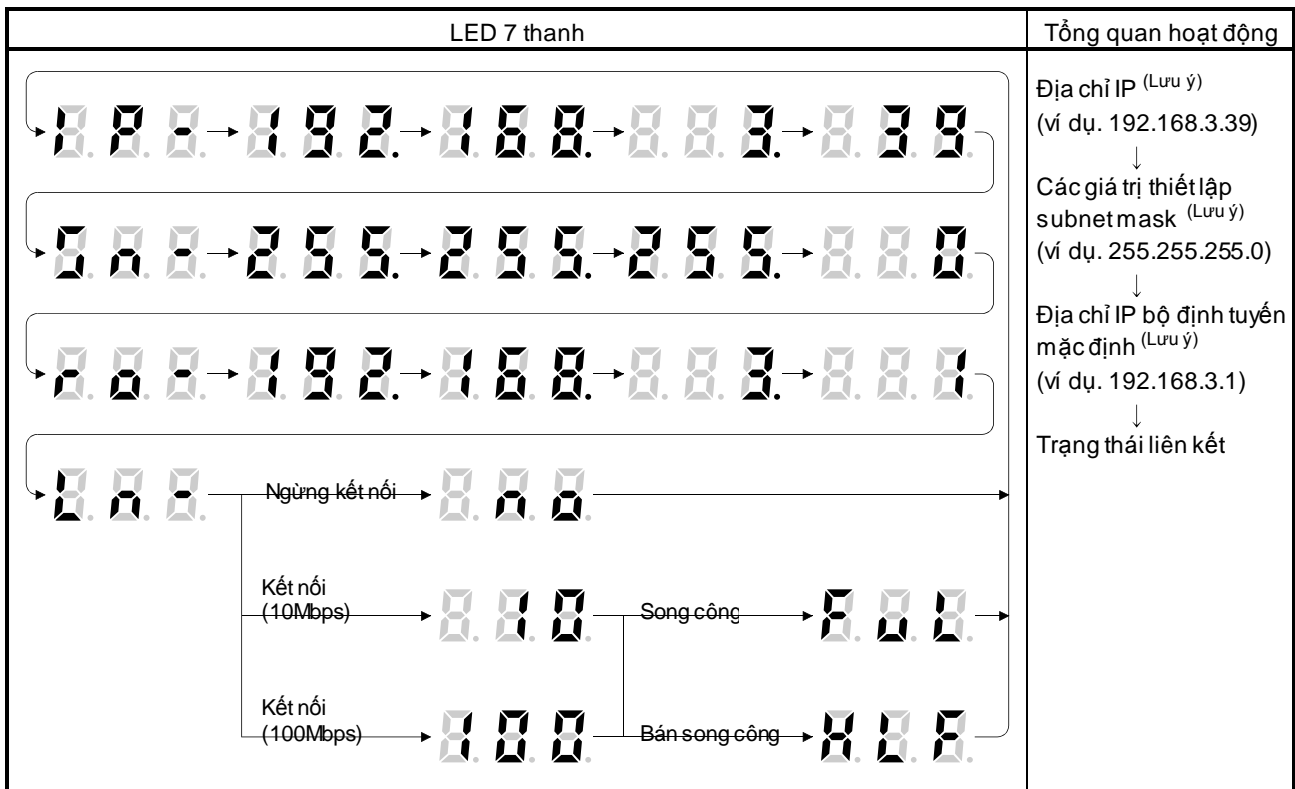 LED 7 thanh
Tổng quan hoạt động
IP- 192. 168. 3. 39
Sn- 255. 255. 255. 0
ro- 192. 168. 3. 1
Ln- Ngừng kết nối no
Kết nối
(10Mbps) 10 Song công FuL
Kết nối
(100Mbps) 100 Bán song công HLF
Địa chỉ IP (Lưu ý)
(ví dụ. 192.168.3.39)
↓
Các giá trị thiết lập
subnet mask (Lưu ý)
(ví dụ. 255.255.255.0)
↓
Địa chỉ IP bộ định tuyến
mặc định (Lưu ý)
(ví dụ. 192.168.3.1)
↓
Trạng thái liên kết